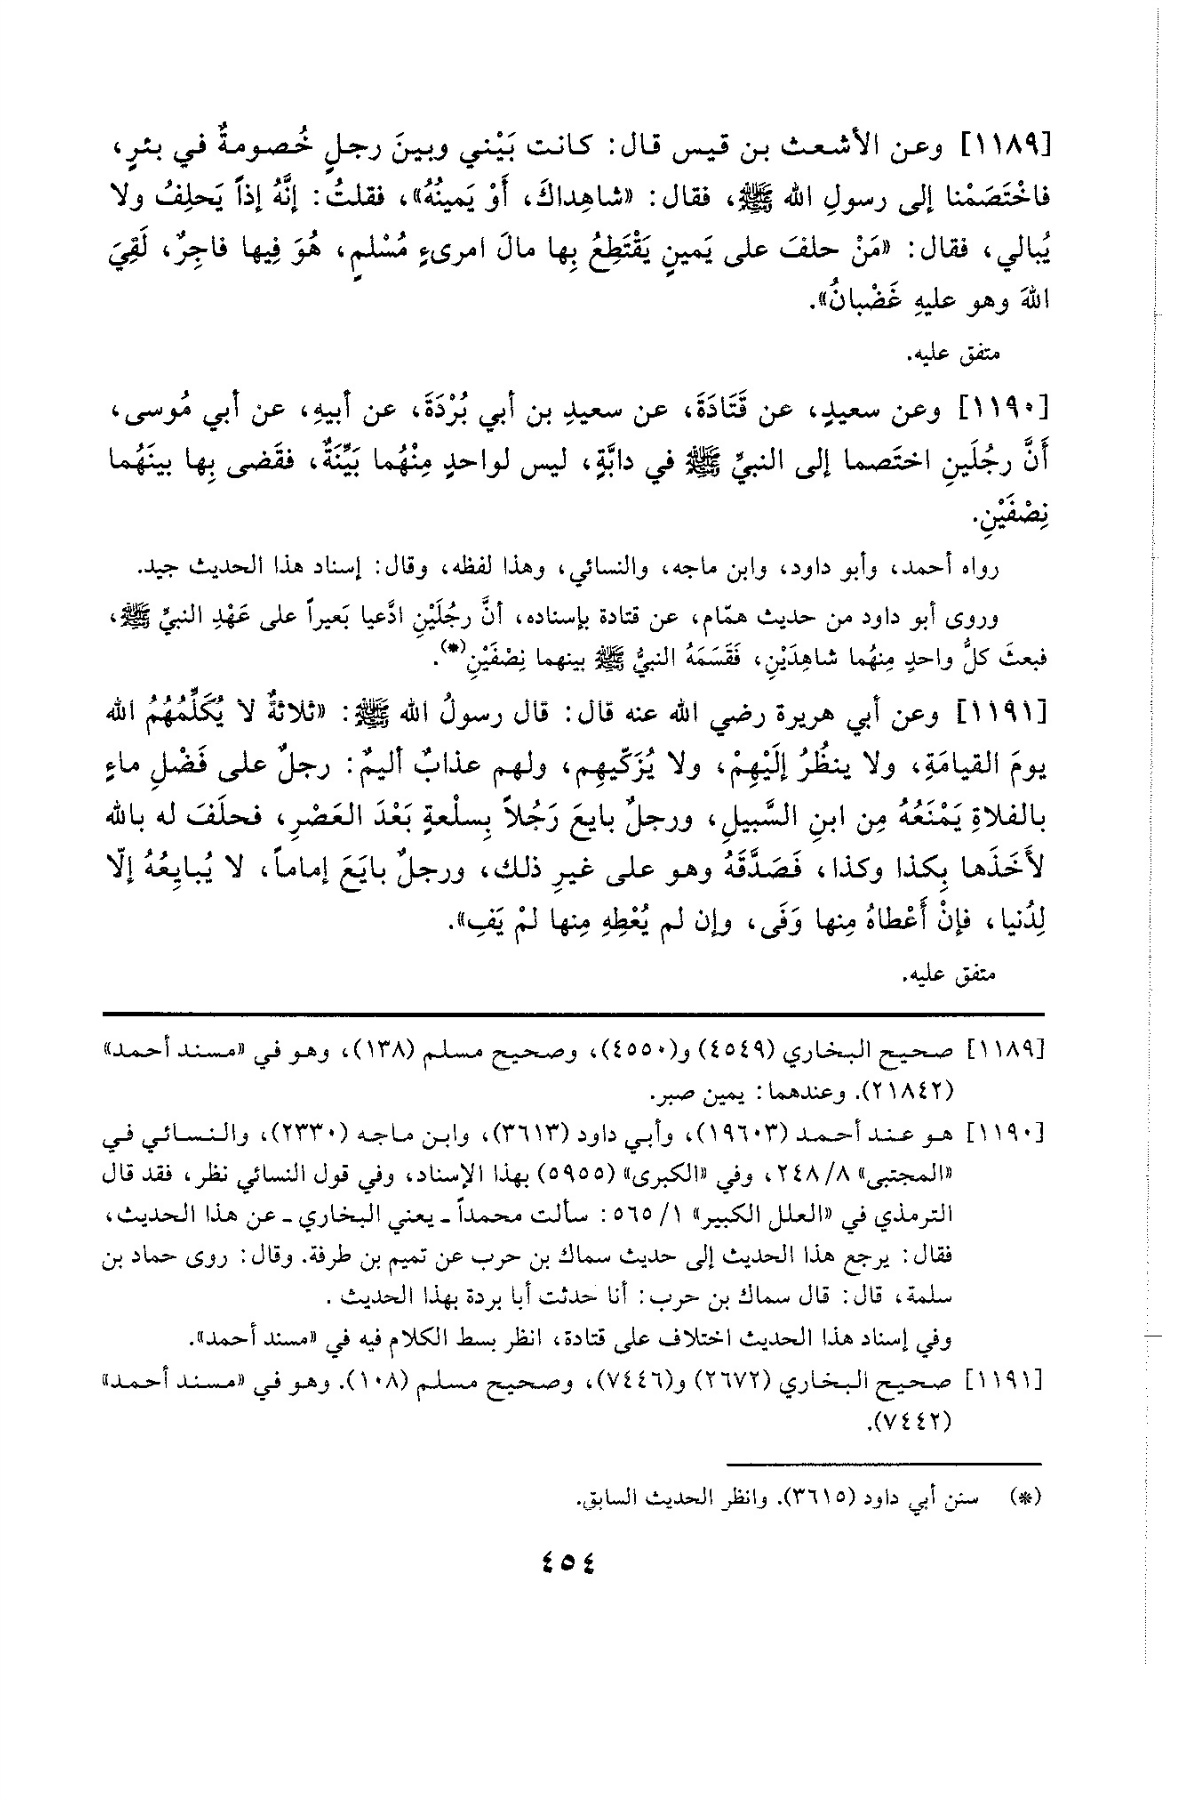 [١١٨٩] وعن الأشعث بن قيس قال: كانت بَيْني وبينَ رجلٍ خُصومةٌ في بئرٍ،
فاخْتَصَمْنا إلى رسولِ الله ﷺ، فقال: «شاهِداكَ، أَوْ يَمينُهُ»، فقلتُ: إنَّهُ إذاً يَحلِفُ ولا
يُبالي، فقال: «مَنْ حلفَ على يَمينٍ يَقْتَطِعُ بِها مالَ امرىءٍ مُسْلمٍ، هُوَ فِيها فاجِرٌ، لَقِيَ
اللهَ وهو عليهِ غَضْبانُ».
متفق عليه.
[١١٩٠] وعن سعيدٍ، عن قَتَادَةَ، عن سعيدِ بن أبي بُرْدَةَ، عن أبيهِ، عن أبي مُوسى،
أَنَّ رجُلَينِ اختَصما إلى النبيِّ ﷺ في دابَّةٍ، ليس لواحدٍ مِنْهُما بَيِّنَةٌ، فقَضى بِها بينَهُما
نِصْفَيْنِ.
رواه أحمد، وأبو داود، وابن ماجه، والنسائي، وهذا لفظه، وقال: إسناد هذا الحديث جيد.
وروى أبو داود من حديث همّام، عن قتادة بإسناده، أنَّ رجُلَيْنِ ادَّعيا بَعيراً على عَهْدِ النبيِّ ﷺ،
فبعثَ كلُّ واحدٍ مِنهُما شاهِدَيْنِ، فَقَسَمَهُ النبيُّ ﷺ بينهما نِصْفَيْنِ(*).
[١١٩١] وعن أبي هريرة رضي الله عنه قال: قال رسولُ الله ﷺ: «ثلاثةٌ لا يُكَلِّمُهُمُ الله
يومَ القيامَةِ، ولا ينظُرُ إلَيْهِمْ، ولا يُزَكّيهِم، ولهم عذابٌ أليمٌ: رجلٌ على فَضْلِ ماءٍ
بالفلاةِ يَمْنَعُهُ مِن ابنِ السَّبيلِ، ورجلٌ بايعَ رَجُلاً بِسلْعةٍ بَعْدَ العَصْرِ، فحلَفَ له بالله
لأَخَذَها بِكذا وكذا، فَصَدَّقَهُ وهو على غيرِ ذلك، ورجلٌ بايَعَ إماماً، لا يُبايِعُهُ إلّا
لِدُنيا، فإنْ أَعْطاهُ مِنها وَفَى، وإن لم يُعْطِهِ مِنها لمْ يَفِ».
متفق عليه.
[١١٨٩] صحيح البخاري (٤٥٤٩) و(٤٥٥٠)، وصحيح مسلم (١٣٨)، وهو في «مسند أحمد»
(٢١٨٤٢). وعندهما: يمين صبر.
[١١٩٠] هو عند أحمد (١٩٦٠٣)، وأبي داود (٣٦١٣)، وابن ماجه (٢٣٣٠)، والنسائي في
«المجتبى» ٢٤٨/٨، وفي «الكبرى» (٥٩٥٥) بهذا الإسناد، وفي قول النسائي نظر، فقد قال
الترمذي في «العلل الكبير» ١/ ٥٦٥: سألت محمداً ـ يعني البخاري ـ عن هذا الحديث،
فقال: يرجع هذا الحديث إلى حديث سماك بن حرب عن تميم بن طرفة. وقال: روى حماد بن
سلمة، قال: قال سماك بن حرب: أنا حدثت أبا بردة بهذا الحديث .
وفي إسناد هذا الحديث اختلاف على قتادة، انظر بسط الكلام فيه في «مسند أحمد».
[١١٩١] صحيح البخاري (٢٦٧٢) و(٧٤٤٦)، وصحيح مسلم (١٠٨). وهو في «مسند أحمد»
(٧٤٤٢).
(*) سنن أبي داود (٣٦١٥). وانظر الحديث السابق.
٤٥٤